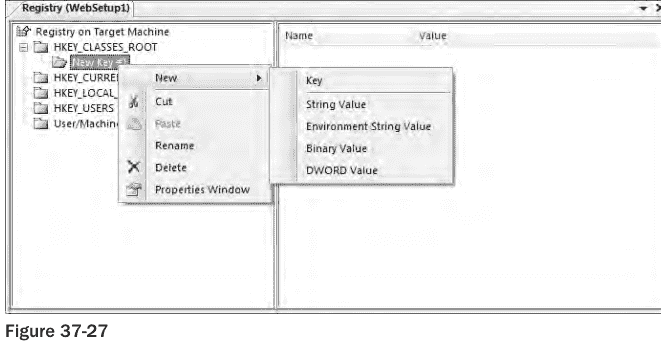 Registry (WebSetup1)
Registry on Target Machine
Name Value
HKEY_CLASSES_ROOT
New Key #1
HKEY_CURRE
HKEY_LOCAL_
HKEY_USERS
User/Machin
New
Cut
Paste
Rename
Delete
Properties Window
Key
String Value
Environment String Value
Binary Value
DWORD Value
Figure 37-27